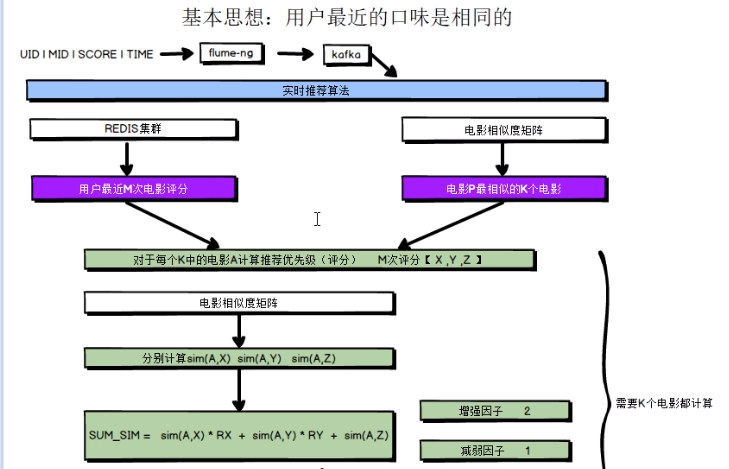 基本思想：用户最近的口味是相同的
UID | MID | SCORE | TIME
flume-ng
kafka
实时推荐算法
REDIS集群
电影相似度矩阵
用户最近M次电影评分
电影P最相似的K个电影
对于每个K中的电影A计算推荐优先级（评分） M次评分【 X ,Y ,Z 】
电影相似度矩阵
分别计算sim(A,X) sim(A,Y) sim(A,Z)
需要K个电影都计算
增强因子 2
SUM_SIM = sim(A,X) * RX + sim(A,Y) * RY + sim(A,Z)
减弱因子 1